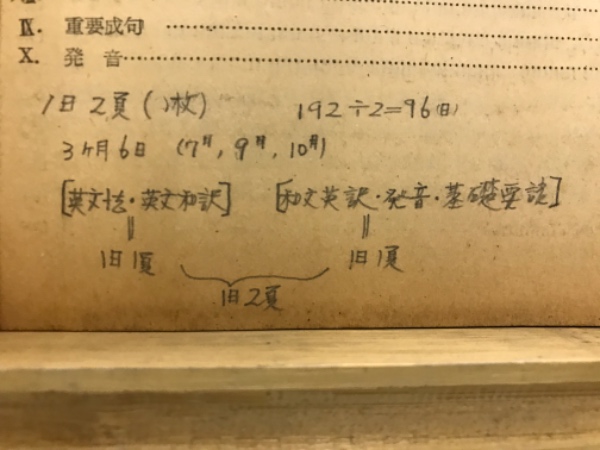 Ⅸ. 重要成句
X. 発音
1日2頁(1枚) 192÷2=96(日)
3ヶ月6日 (7月, 9月, 10月)
[英文法・英文和訳] [和文英訳・発音・基礎要語]
|| ||
1日1頁 1日1頁
1日2頁